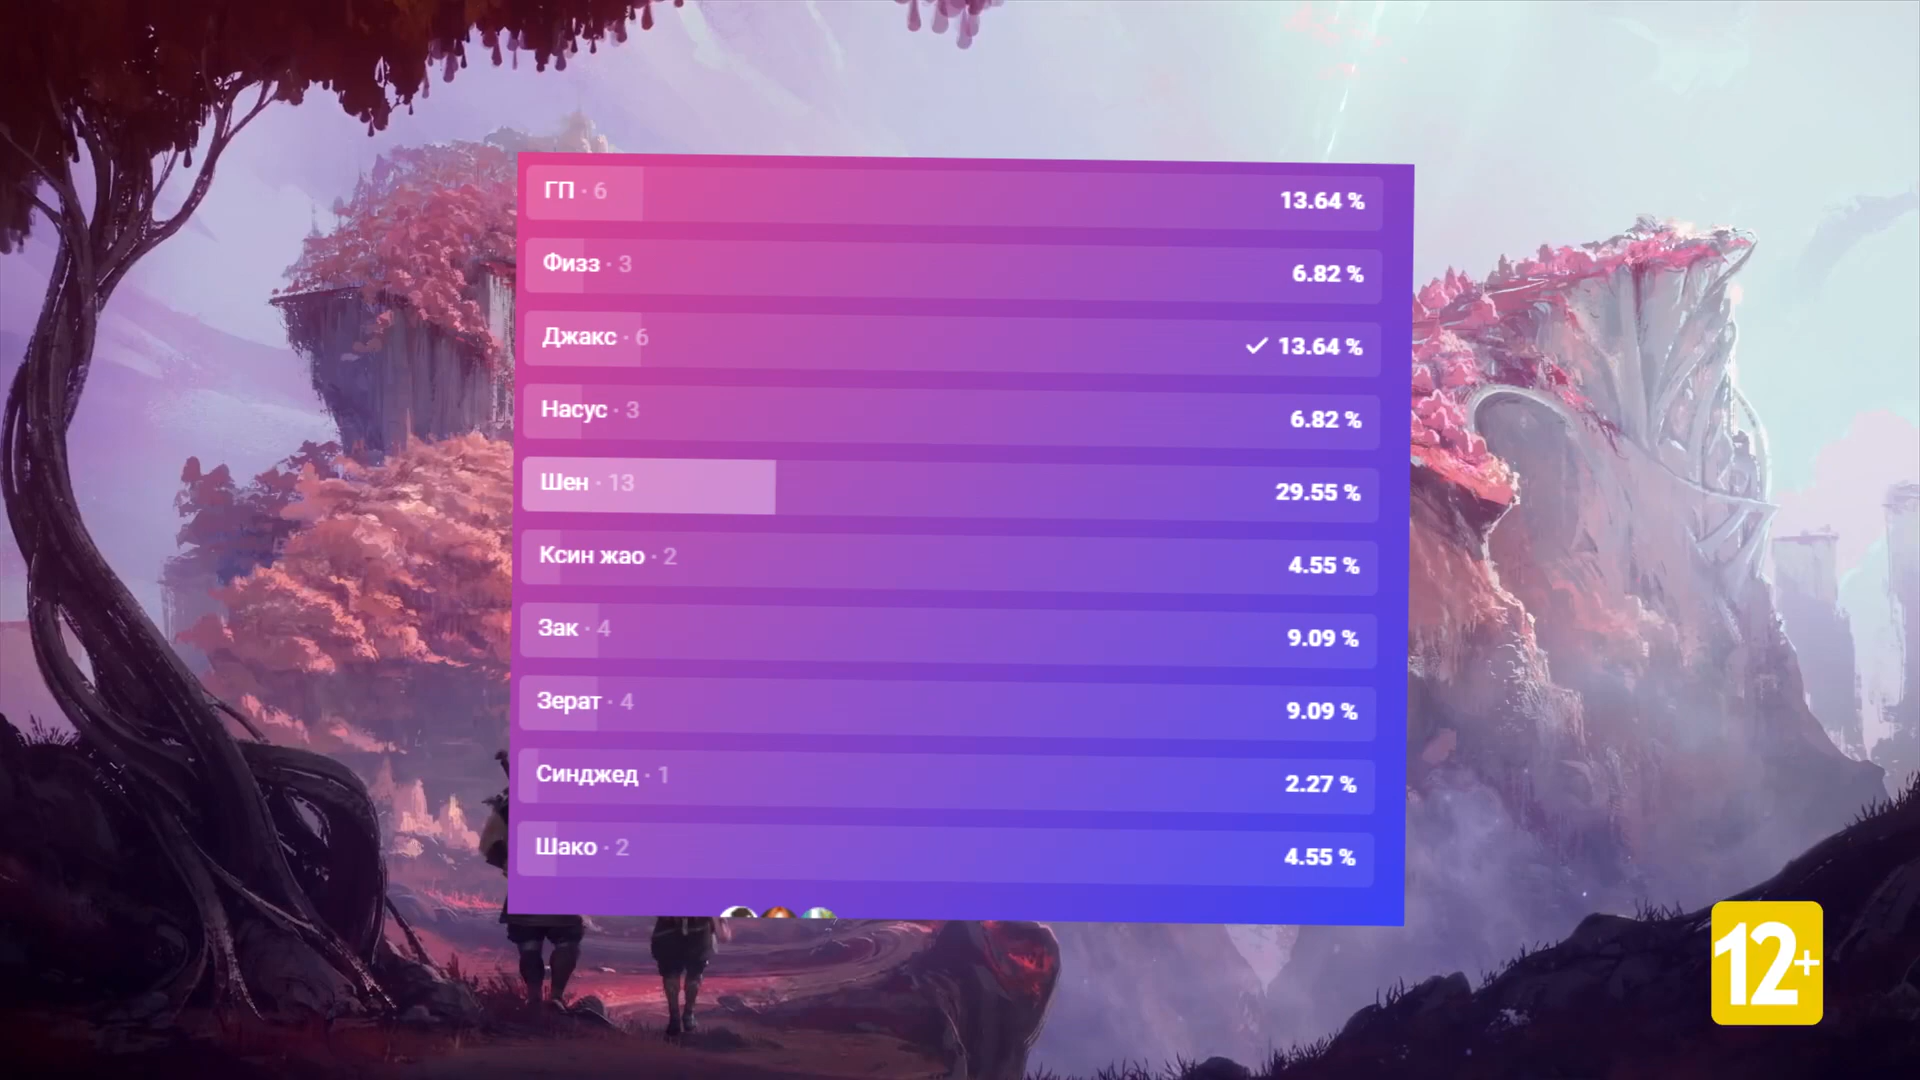 ГП · 6 13.64 %
Физз · 3 6.82 %
Джакс · 6 13.64 %
Насус · 3 6.82 %
Шен · 13 29.55 %
Ксин жао · 2 4.55 %
Зак · 4 9.09 %
Зерат · 4 9.09 %
Синджед · 1 2.27 %
Шако · 2 4.55 %
12+